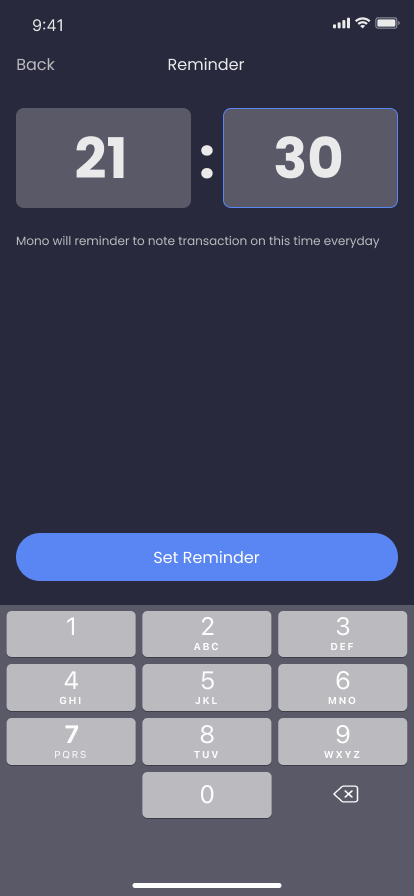 9:41
Back Reminder
21 : 30
Mono will reminder to note transaction on this time everyday
Set Reminder
1 2 3
ABC DEF
4 5 6
GHI JKL MNO
7 8 9
PQRS TUV WXYZ
0